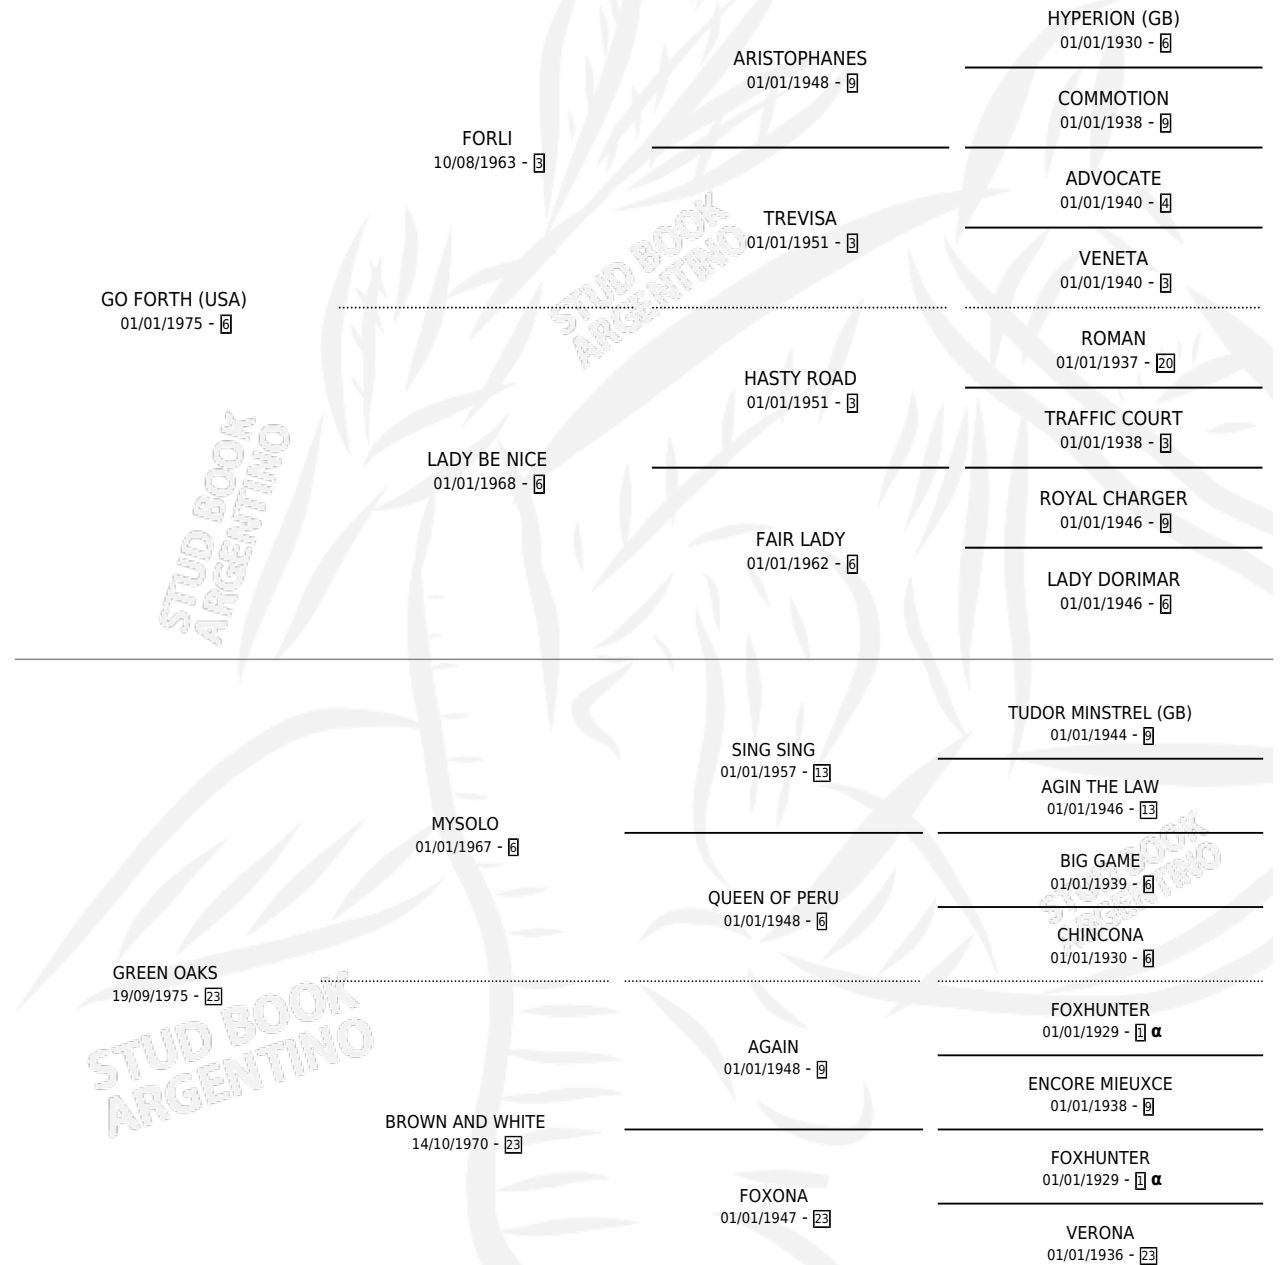 HYPERION (GB)
01/01/1930 - 6
ARISTOPHANES
01/01/1948 - 9
COMMOTION
01/01/1938 - 9
FORLI
10/08/1963 - 3
ADVOCATE
01/01/1940 - 4
TREVISA
01/01/1951 - 3
VENETA
01/01/1940 - 3
GO FORTH (USA)
01/01/1975 - 6
STUD BOOK
ARGENTINO
ROMAN
01/01/1937 - 20
HASTY ROAD
01/01/1951 - 3
TRAFFIC COURT
01/01/1938 - 3
LADY BE NICE
01/01/1968 - 6
ROYAL CHARGER
01/01/1946 - 9
FAIR LADY
01/01/1962 - 6
LADY DORIMAR
01/01/1946 - 6
STUD BOOK
ARGENTINO
TUDOR MINSTREL (GB)
01/01/1944 - 9
SING SING
01/01/1957 - 13
AGIN THE LAW
01/01/1946 - 13
MYSOLO
01/01/1967 - 6
BIG GAME
01/01/1939 - 6
QUEEN OF PERU
01/01/1948 - 6
CHINCONA
01/01/1930 - 6
STUD BOOK
ARGENTINO
GREEN OAKS
19/09/1975 - 23
FOXHUNTER
01/01/1929 - 1 α
AGAIN
01/01/1948 - 9
ENCORE MIEUXCE
01/01/1938 - 9
STUD BOOK
ARGENTINO
BROWN AND WHITE
14/10/1970 - 23
FOXHUNTER
01/01/1929 - 1 α
FOXONA
01/01/1947 - 23
VERONA
01/01/1936 - 23